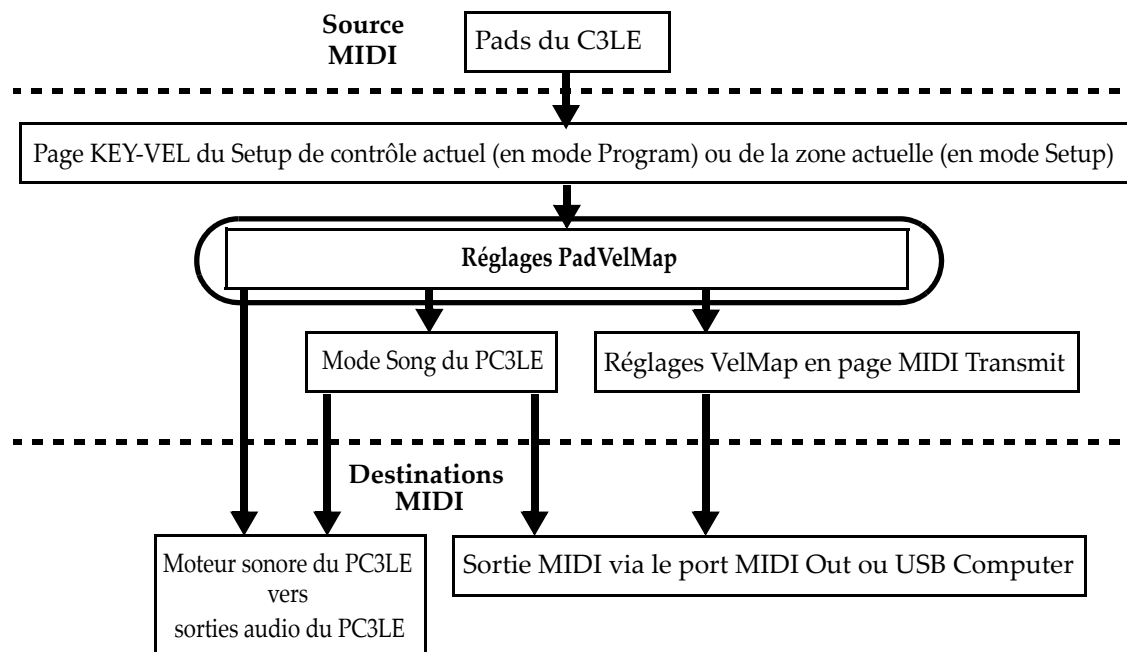 Source
MIDI
Pads du C3LE
Page KEY-VEL du Setup de contrôle actuel (en mode Program) ou de la zone actuelle (en mode Setup)
Réglages PadVelMap
Mode Song du PC3LE
Réglages VelMap en page MIDI Transmit
Destinations
MIDI
Moteur sonore du PC3LE
vers
sorties audio du PC3LE
Sortie MIDI via le port MIDI Out ou USB Computer